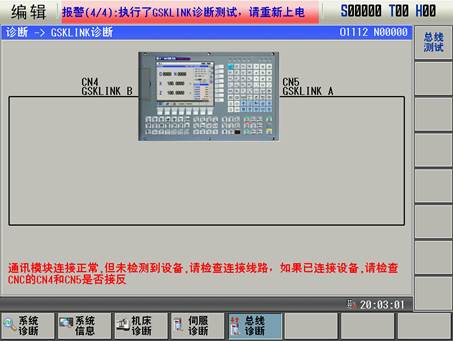 编辑
报警(4/4):执行了GSKLINK诊断测试，请重新上电
S00000 T00 H00
诊断 -> GSKLINK诊断
O1112 N00000
总线
测试
CN4
GSKLINK B
CN5
GSKLINK A
通讯模块连接正常,但未检测到设备,请检查连接线路，如果已连接设备,请检查
CNC的CN4和CN5是否接反
20:03:01
系统
诊断
系统
信息
机床
诊断
伺服
诊断
总线
诊断